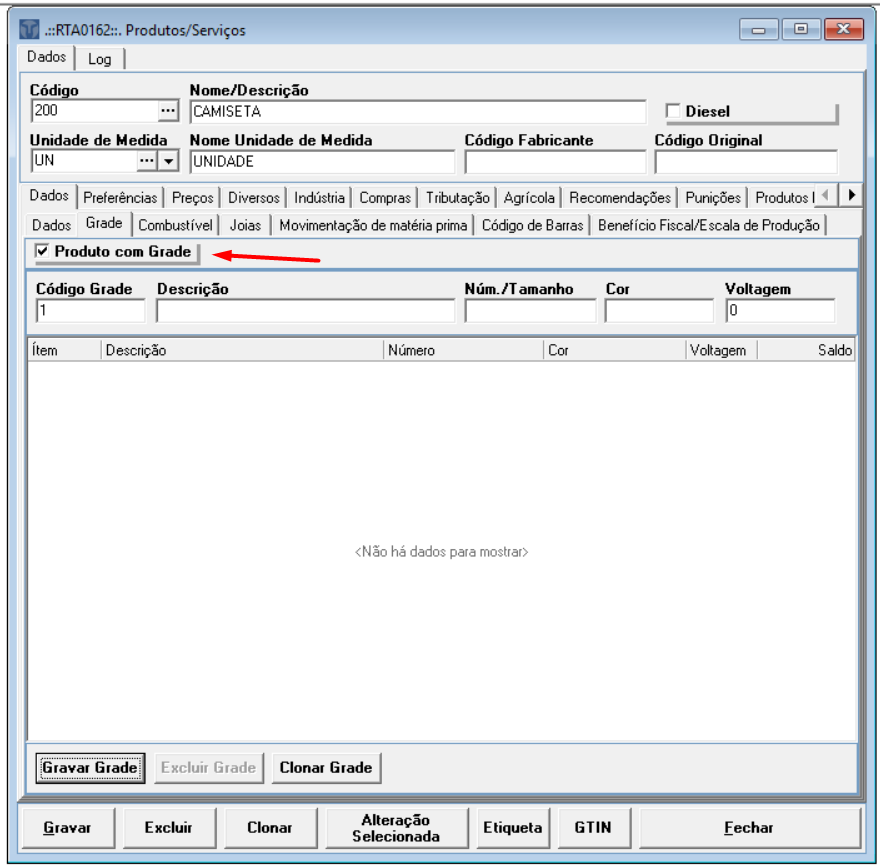 .::RTA0162::. Produtos/Serviços
Dados Log
Código Nome/Descrição
200 ... CAMISETA Diesel
Unidade de Medida Nome Unidade de Medida Código Fabricante Código Original
UN ... UNIDADE
Dados Preferências Preços Diversos Indústria Compras Tributação Agrícola Recomendações Punições Produtos
Dados Grade Combustível Joias Movimentação de matéria prima Código de Barras Benefício Fiscal/Escala de Produção
Produto com Grade
Código Grade Descrição Núm./Tamanho Cor Voltagem
1 0
Ítem Descrição Número Cor Voltagem Saldo
<Não há dados para mostrar>
Gravar Grade Excluir Grade Clonar Grade
Gravar Excluir Clonar Alteração Selecionada Etiqueta GTIN Fechar